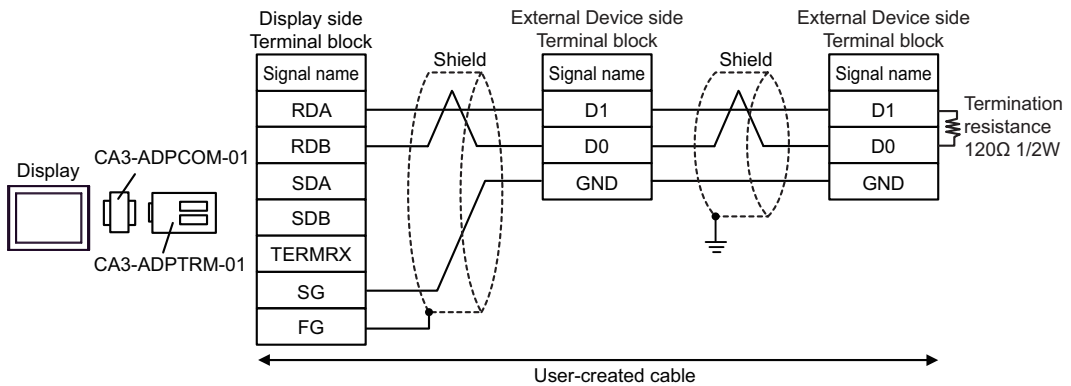 Display side
Terminal block
External Device side
Terminal block
External Device side
Terminal block
Shield
Shield
Signal name
RDA
RDB
SDA
SDB
TERMRX
SG
FG
Signal name
D1
D0
GND
Signal name
D1
D0
GND
Termination
resistance
120Ω 1/2W
Display
CA3-ADPCOM-01
CA3-ADPTRM-01
User-created cable